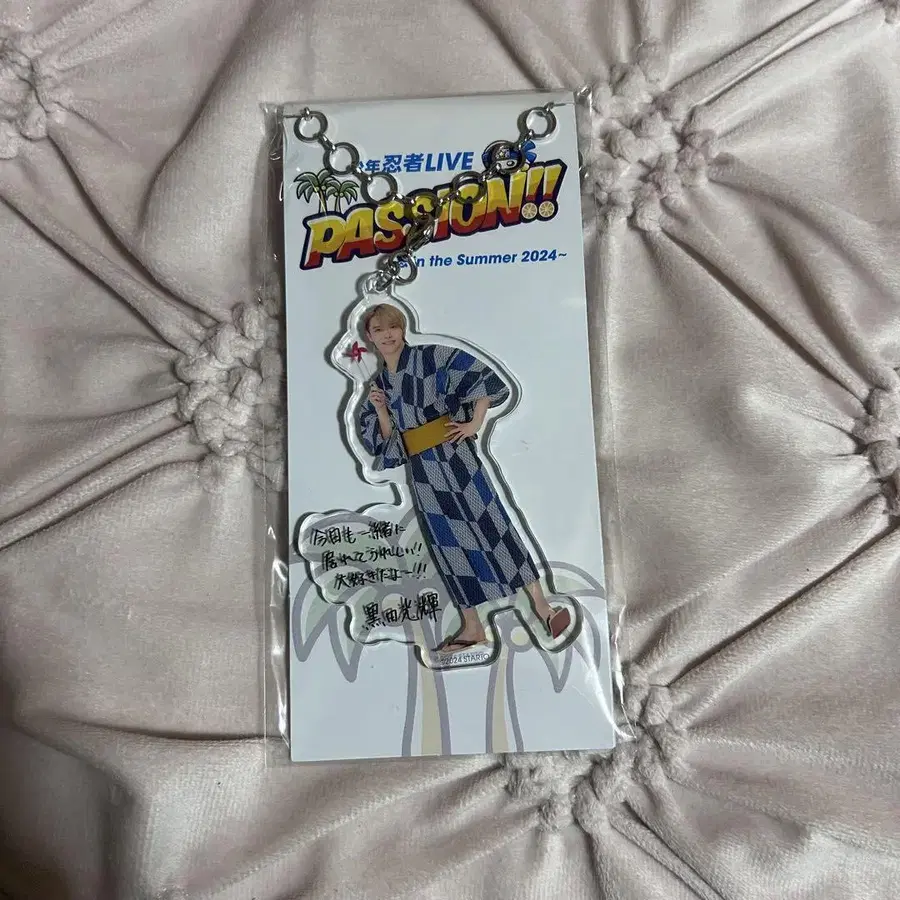 年忍者LIVE
PASSION!!
in the Summer 2024~
今回も一緒に
居れてうれしい!!
大好きだよー!!!
黒田光輝
©2024 STARTO